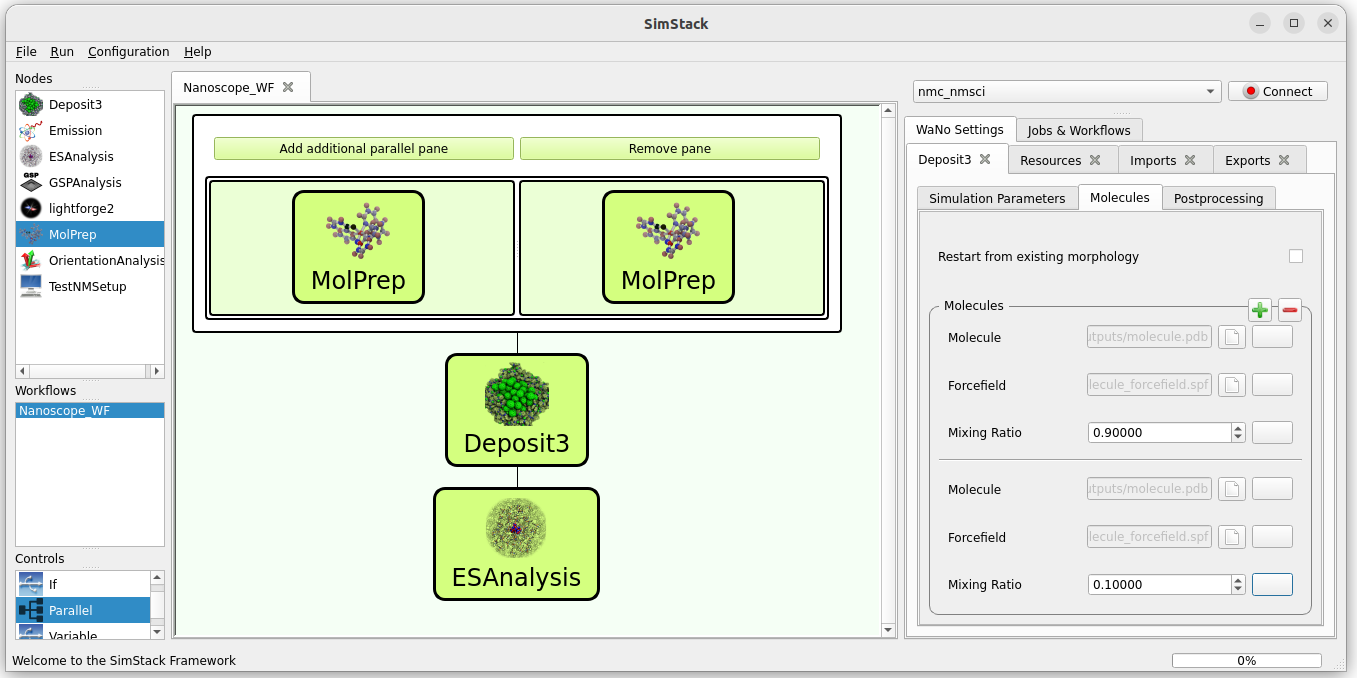 SimStack
File Run Configuration Help
Nodes
Deposit3
Emission
ESAnalysis
GSP
GSPAnalysis
lightforge2
MolPrep
OrientationAnalysis
TestNMSetup
Workflows
Nanoscope_WF
Controls
If
Parallel
Variable
Nanoscope_WF
Add additional parallel pane
Remove pane
MolPrep
MolPrep
Deposit3
ESAnalysis
nmc_nmsci
Connect
WaNo Settings
Jobs & Workflows
Deposit3
Resources
Imports
Exports
Simulation Parameters
Molecules
Postprocessing
Restart from existing morphology
Molecules
Molecule utputs/molecule.pdb
Forcefield lecule_forcefield.spf
Mixing Ratio 0.90000
Molecule utputs/molecule.pdb
Forcefield lecule_forcefield.spf
Mixing Ratio 0.10000
Welcome to the SimStack Framework
0%